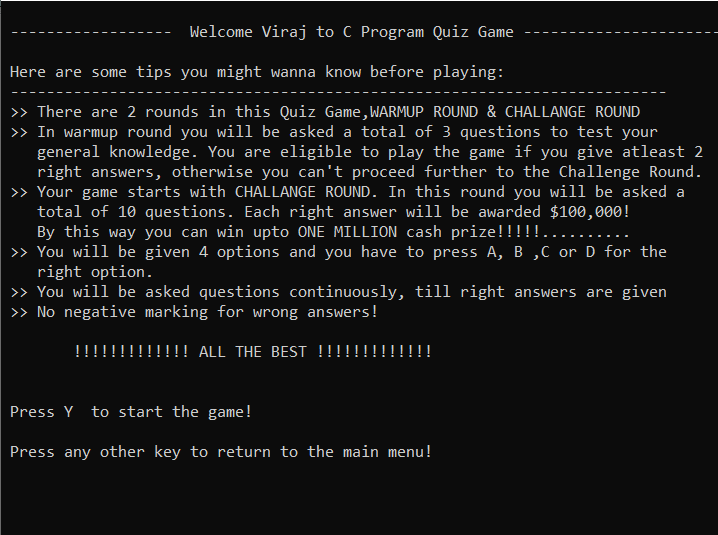 ------------------  Welcome Viraj to C Program Quiz Game ----------------------
Here are some tips you might wanna know before playing:
-------------------------------------------------------------------------
>> There are 2 rounds in this Quiz Game,WARMUP ROUND & CHALLANGE ROUND
>> In warmup round you will be asked a total of 3 questions to test your
   general knowledge. You are eligible to play the game if you give atleast 2
   right answers, otherwise you can't proceed further to the Challenge Round.
>> Your game starts with CHALLANGE ROUND. In this round you will be asked a
   total of 10 questions. Each right answer will be awarded $100,000!
   By this way you can win upto ONE MILLION cash prize!!!!!..........
>> You will be given 4 options and you have to press A, B ,C or D for the
   right option.
>> You will be asked questions continuously, till right answers are given
>> No negative marking for wrong answers!
       !!!!!!!!!!!!! ALL THE BEST !!!!!!!!!!!!!
Press Y  to start the game!
Press any other key to return to the main menu!